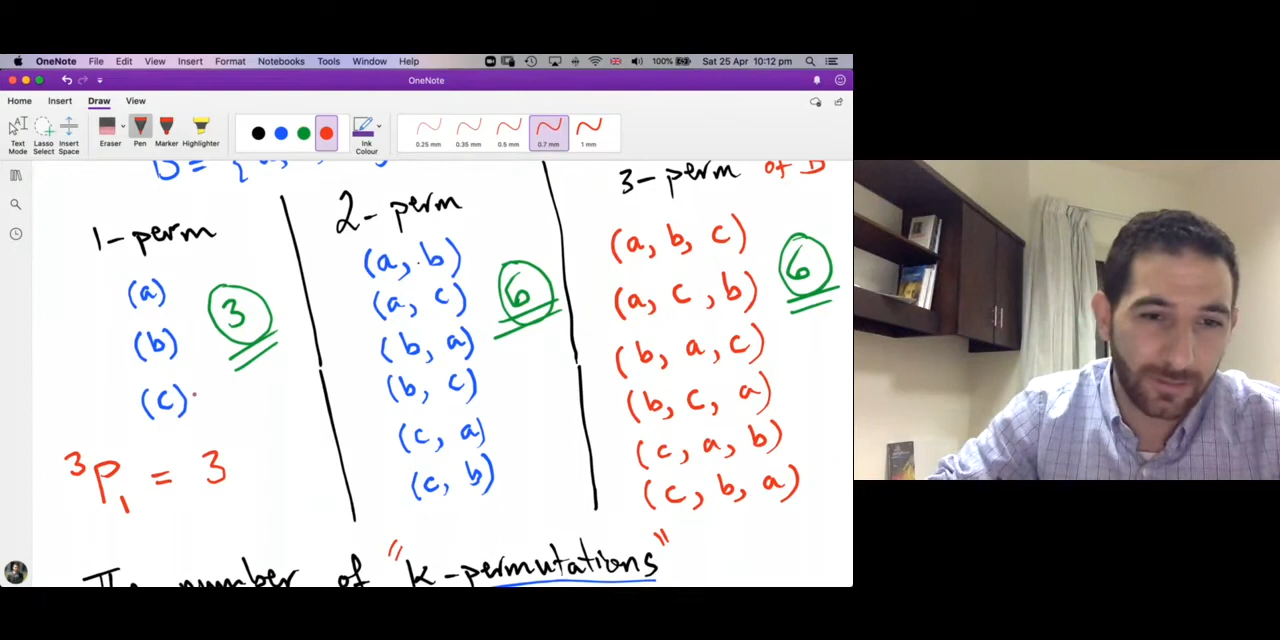 OneNote File Edit View Insert Format Notebooks Tools Window Help 100% Sat 25 Apr 10:12 pm
OneNote
Home Insert Draw View
Text Mode Lasso Select Insert Space Eraser Pen Marker Highlighter Ink Colour 0.25 mm 0.35 mm 0.5 mm 0.7 mm 1 mm
1-perm
(a)
(b)
(c)
3
³P₁ = 3
2-perm
(a, b)
(a, c)
(b, a)
(b, c)
(c, a)
(c, b)
6
3-perm of
(a, b, c)
(a, c, b)
(b, a, c)
(b, c, a)
(c, a, b)
(c, b, a)
6
number of "k-permutations"